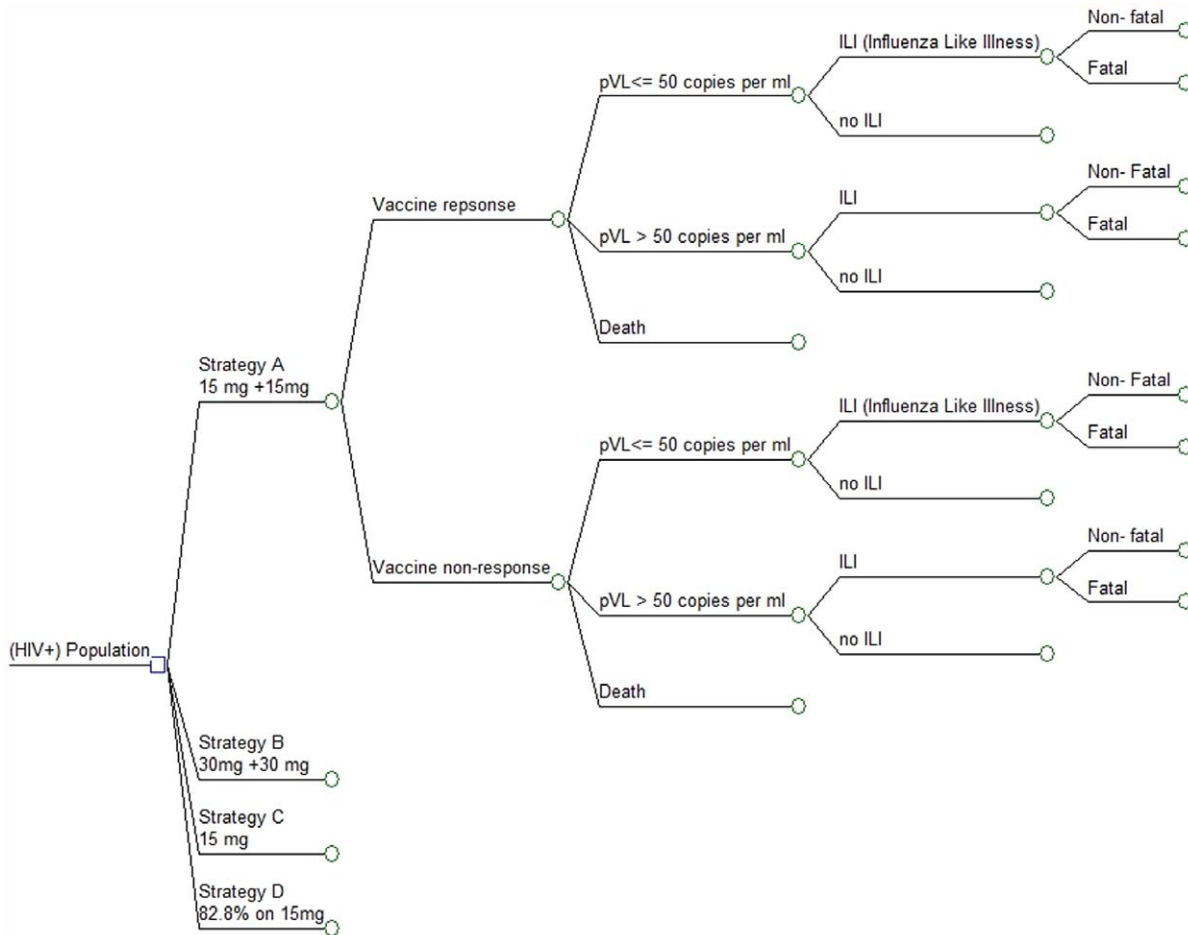 Non- fatal
ILI (Influenza Like Illness)
Fatal
pVL<= 50 copies per ml
no ILI
Non- Fatal
ILI
Vaccine repsonse
Fatal
pVL > 50 copies per ml
no ILI
Death
Strategy A
15 mg +15mg
Non- Fatal
ILI (Influenza Like Illness)
Fatal
pVL<= 50 copies per ml
no ILI
Non- fatal
ILI
Vaccine non-response
Fatal
pVL > 50 copies per ml
no ILI
(HIV+) Population
Death
Strategy B
30mg +30 mg
Strategy C
15 mg
Strategy D
82.8% on 15mg